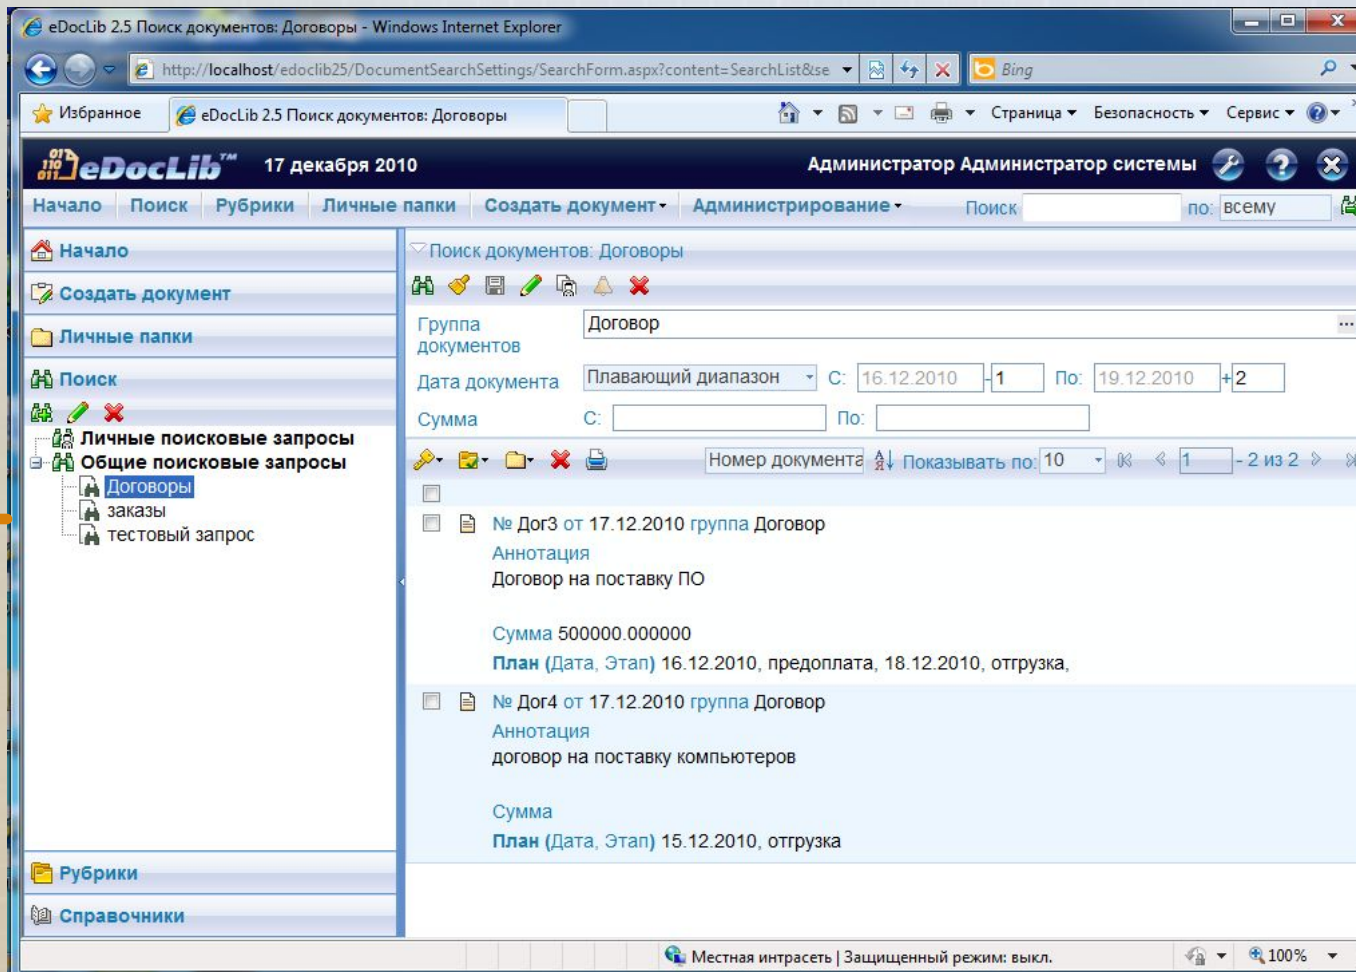 eDocLib 2.5 Поиск документов: Договоры - Windows Internet Explorer
http://localhost/edoclib25/DocumentSearchSettings/SearchForm.aspx?content=SearchList&se
Bing
Избранное
eDocLib 2.5 Поиск документов: Договоры
Страница Безопасность Сервис
eDocLib™ 17 декабря 2010 Администратор Администратор системы
Начало Поиск Рубрики Личные папки Создать документ Администрирование Поиск по: всему
Начало
Создать документ
Личные папки
Поиск
Личные поисковые запросы
Общие поисковые запросы
Договоры
заказы
тестовый запрос
Рубрики
Справочники
Поиск документов: Договоры
Группа документов Договор ...
Дата документа Плавающий диапазон С: 16.12.2010 -1 По: 19.12.2010 +2
Сумма С: По:
Номер документа Показывать по: 10 1 - 2 из 2
№ Дог3 от 17.12.2010 группа Договор
Аннотация
Договор на поставку ПО
Сумма 500000.000000
План (Дата, Этап) 16.12.2010, предоплата, 18.12.2010, отгрузка,
№ Дог4 от 17.12.2010 группа Договор
Аннотация
договор на поставку компьютеров
Сумма
План (Дата, Этап) 15.12.2010, отгрузка
Местная интрасеть | Защищенный режим: выкл.
100%